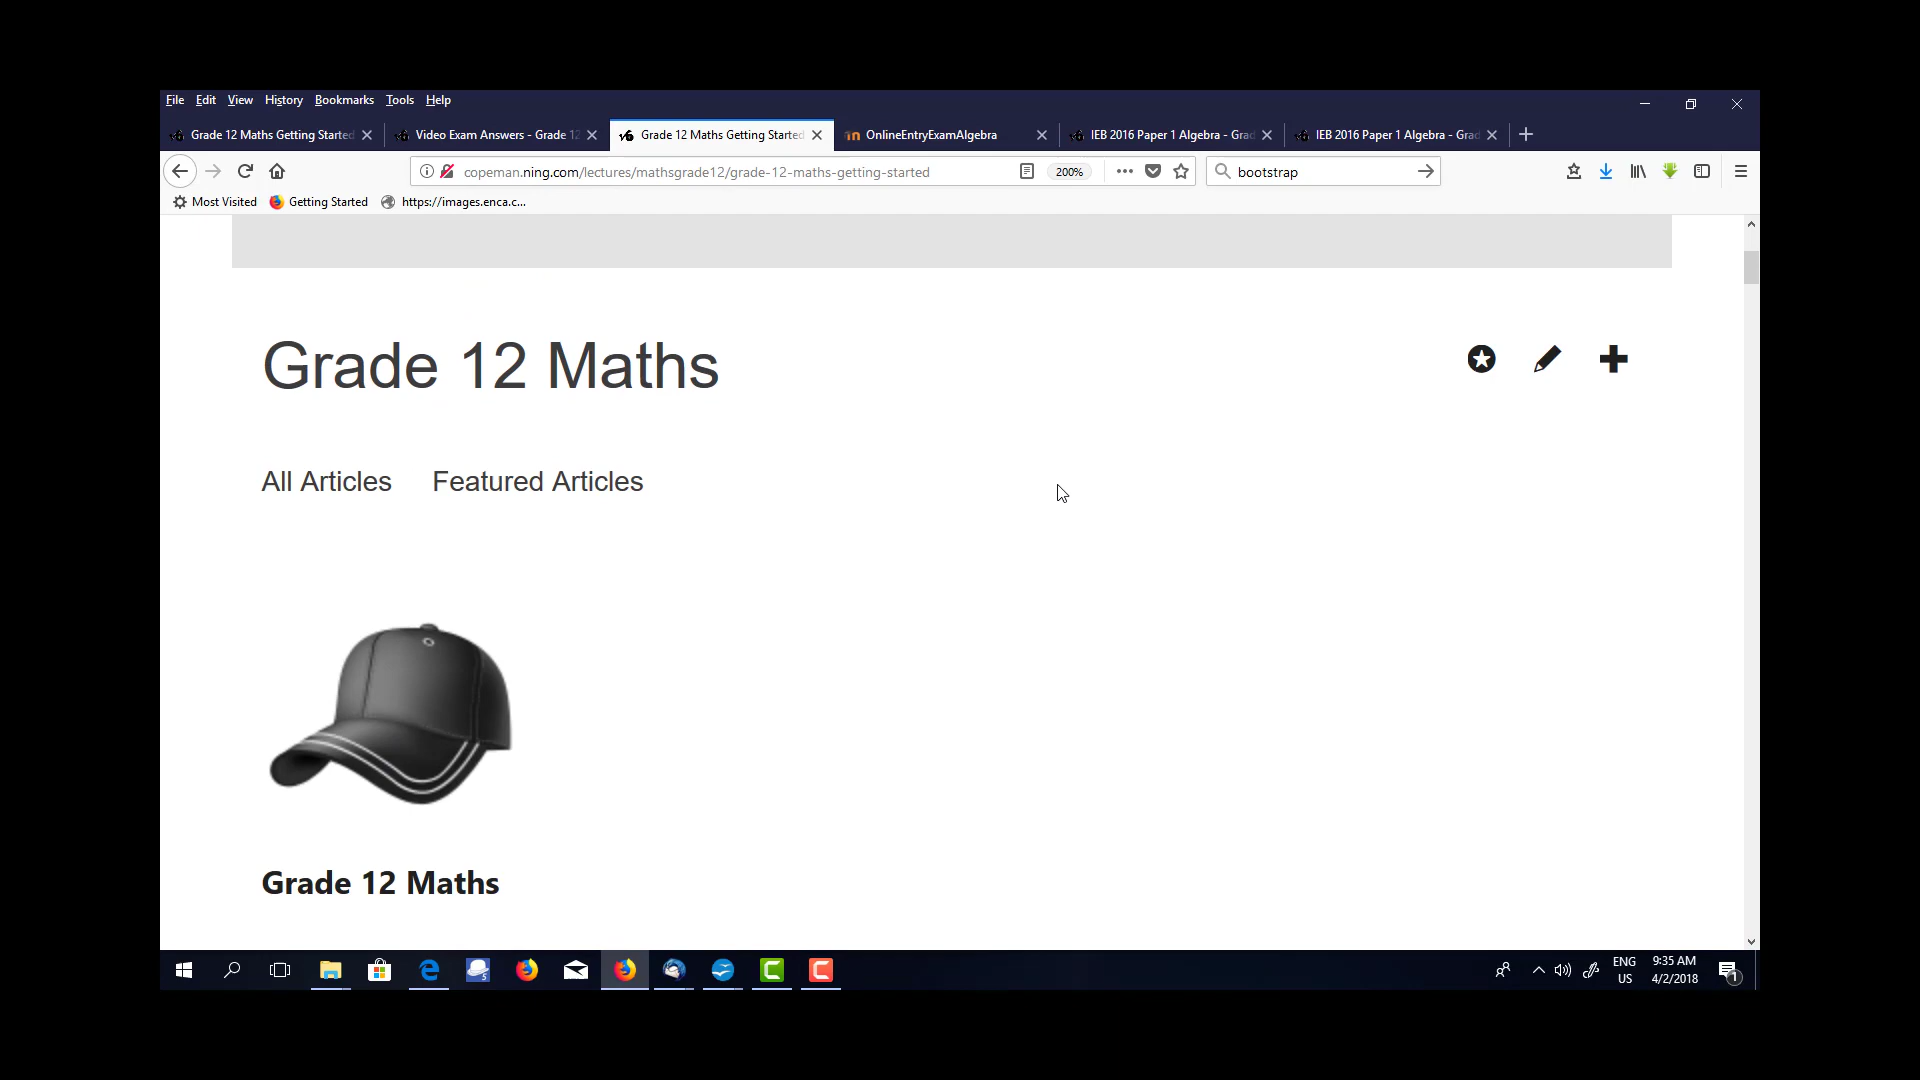 File Edit View History Bookmarks Tools Help
Grade 12 Maths Getting Started
Video Exam Answers - Grade 12
Grade 12 Maths Getting Started
OnlineEntryExamAlgebra
IEB 2016 Paper 1 Algebra - Grad
IEB 2016 Paper 1 Algebra - Grad
copeman.ning.com/lectures/mathsgrade12/grade-12-maths-getting-started
200%
bootstrap
Most Visited Getting Started https://images.enca.c...
Grade 12 Maths
All Articles Featured Articles
Grade 12 Maths
ENG
US
9:35 AM
4/2/2018
1